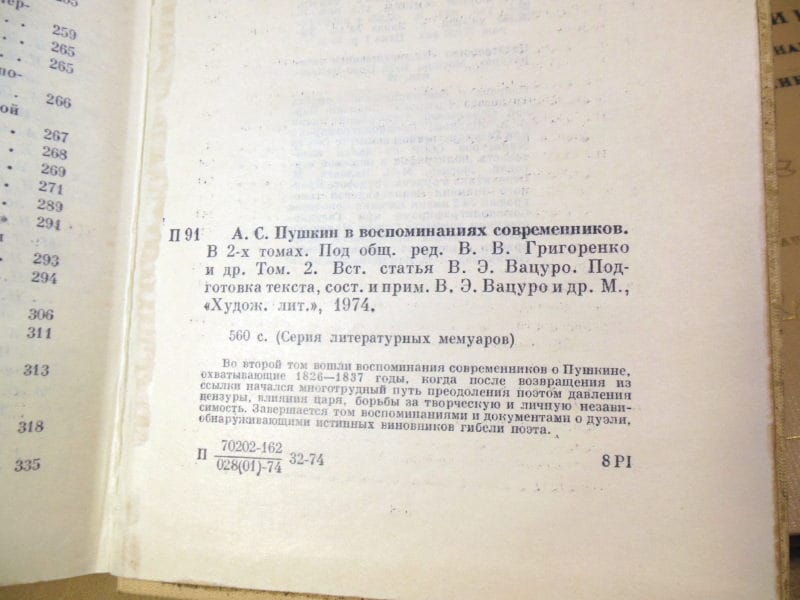 259
265
265
по-
266
ой
267
268
269
271
289
291
293
294
306
311
313
318
335
П 91 А. С. Пушкин в воспоминаниях современников.
В 2-х томах. Под общ. ред. В. В. Григоренко
и др. Том. 2. Вст. статья В. Э. Вацуро. Под-
готовка текста, сост. и прим. В. Э. Вацуро и др. М.,
«Худож. лит.», 1974.
560 с. (Серия литературных мемуаров)
Во второй том вошли воспоминания современников о Пушкине,
охватывающие 1826—1837 годы, когда после возвращения из
ссылки начался многотрудный путь преодоления поэтом давления
цензуры, влияния царя, борьбы за творческую и личную незави-
симость. Завершается том воспоминаниями и документами о дуэли,
обнаруживающими истинных виновников гибели поэта.
70202-162
П 028(01)-74 32-74 8 PI